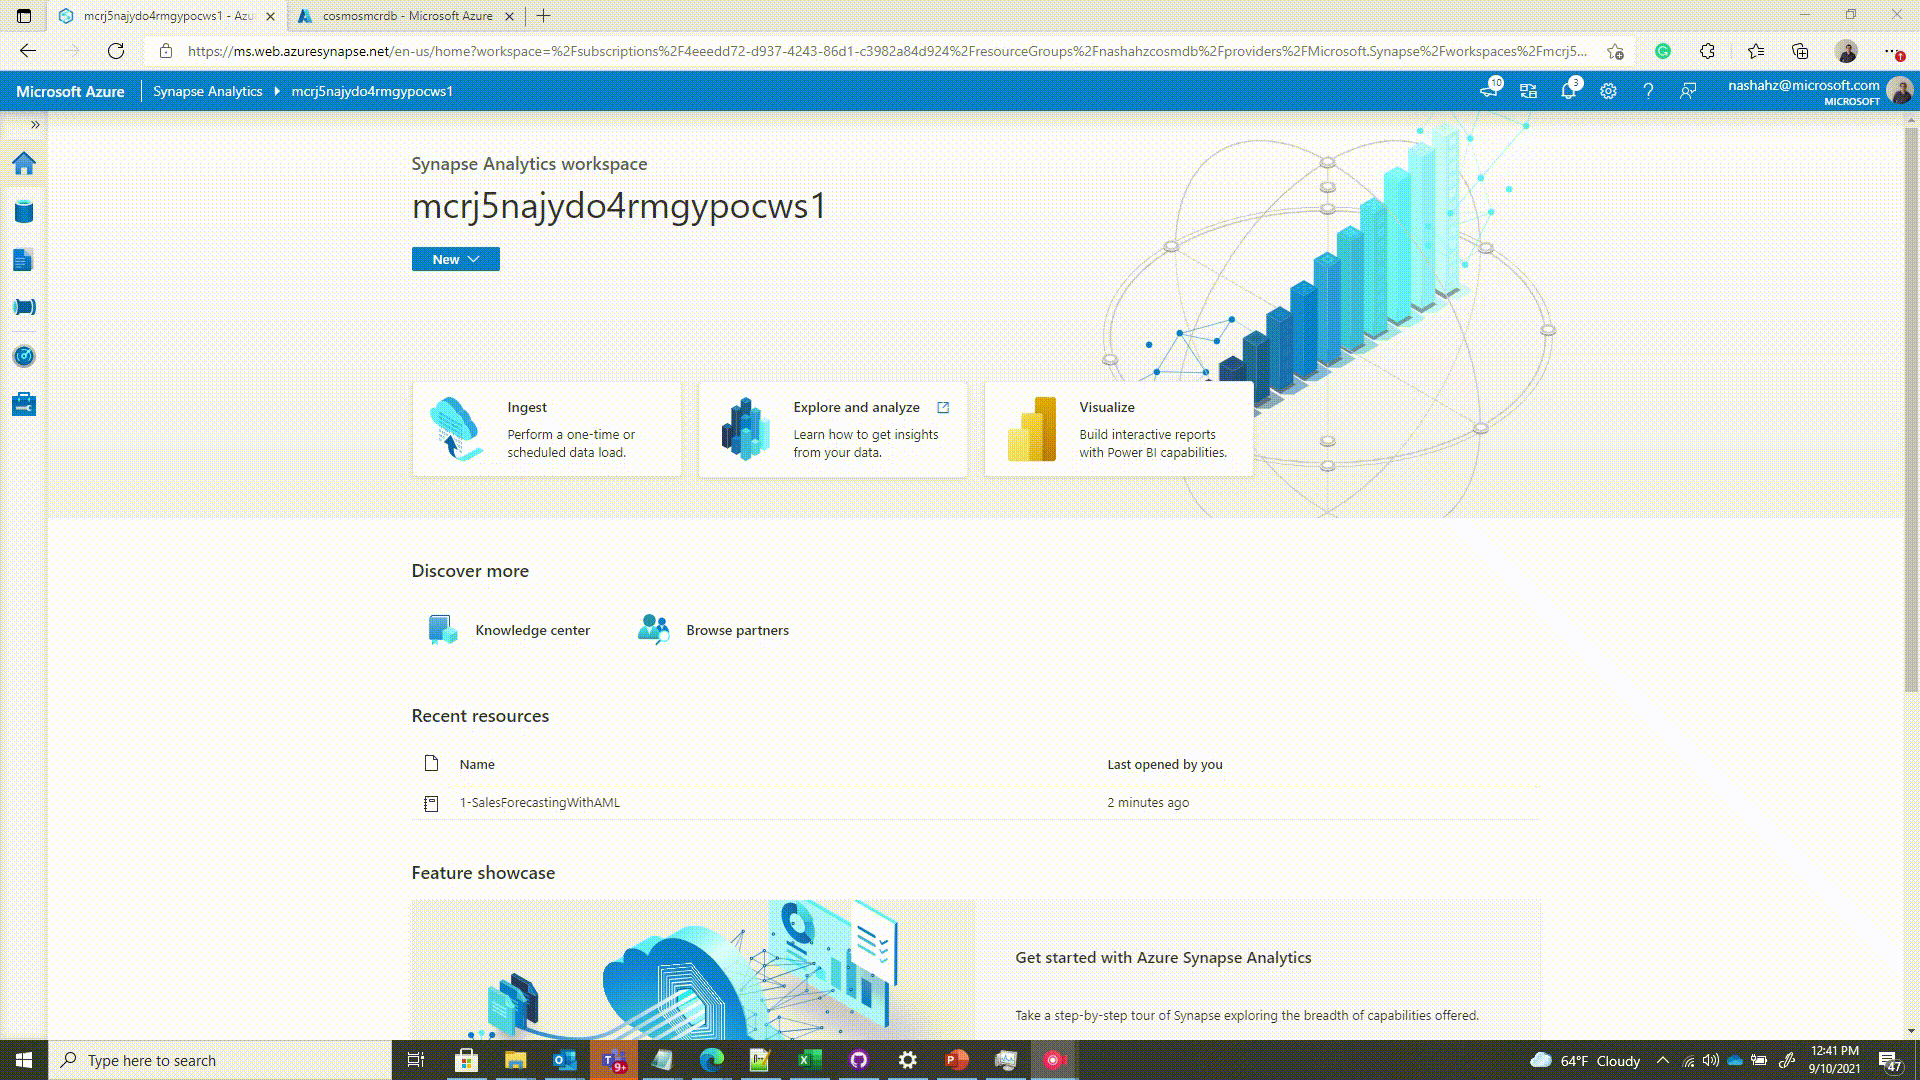 mcrj5najydo4rmgypocws1 - Azu
cosmosmcrdb - Microsoft Azure
https://ms.web.azuresynapse.net/en-us/home?workspace=%2Fsubscriptions%2F4eeedd72-d937-4243-86d1-c3982a84d924%2FresourceGroups%2Fnashahzcosmdb%2Fproviders%2FMicrosoft.Synapse%2Fworkspaces%2Fmcrj5...
Microsoft Azure
Synapse Analytics
mcrj5najydo4rmgypocws1
10
3
nashahz@microsoft.com
MICROSOFT
Synapse Analytics workspace
mcrj5najydo4rmgypocws1
New
Ingest
Perform a one-time or
scheduled data load.
Explore and analyze
Learn how to get insights
from your data.
Visualize
Build interactive reports
with Power BI capabilities.
Discover more
Knowledge center
Browse partners
Recent resources
Name
Last opened by you
1-SalesForecastingWithAML
2 minutes ago
Feature showcase
Get started with Azure Synapse Analytics
Take a step-by-step tour of Synapse exploring the breadth of capabilities offered.
Type here to search
9+
64°F Cloudy
12:41 PM
9/10/2021
47